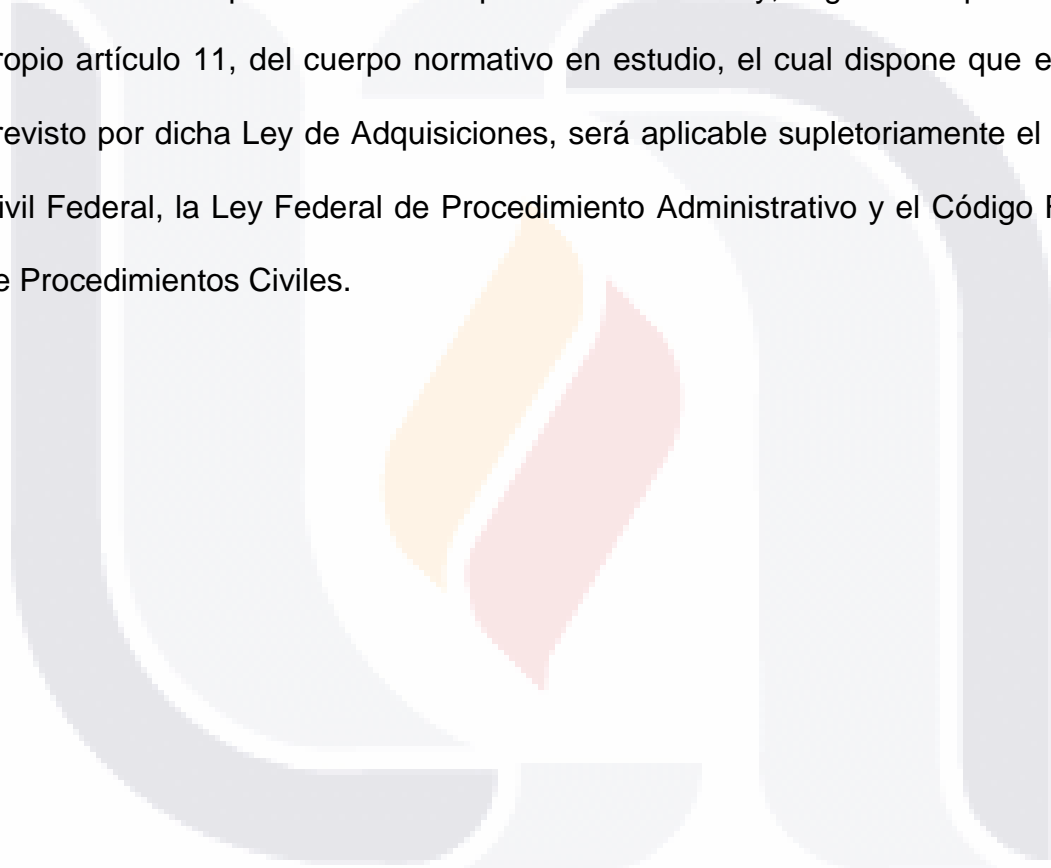 ropio artículo 11, del cuerpo normativo en estudio, el cual dispone que e
revisto por dicha Ley de Adquisiciones, será aplicable supletoriamente el
ivil Federal, la Ley Federal de Procedimiento Administrativo y el Código
e Procedimientos Civiles.